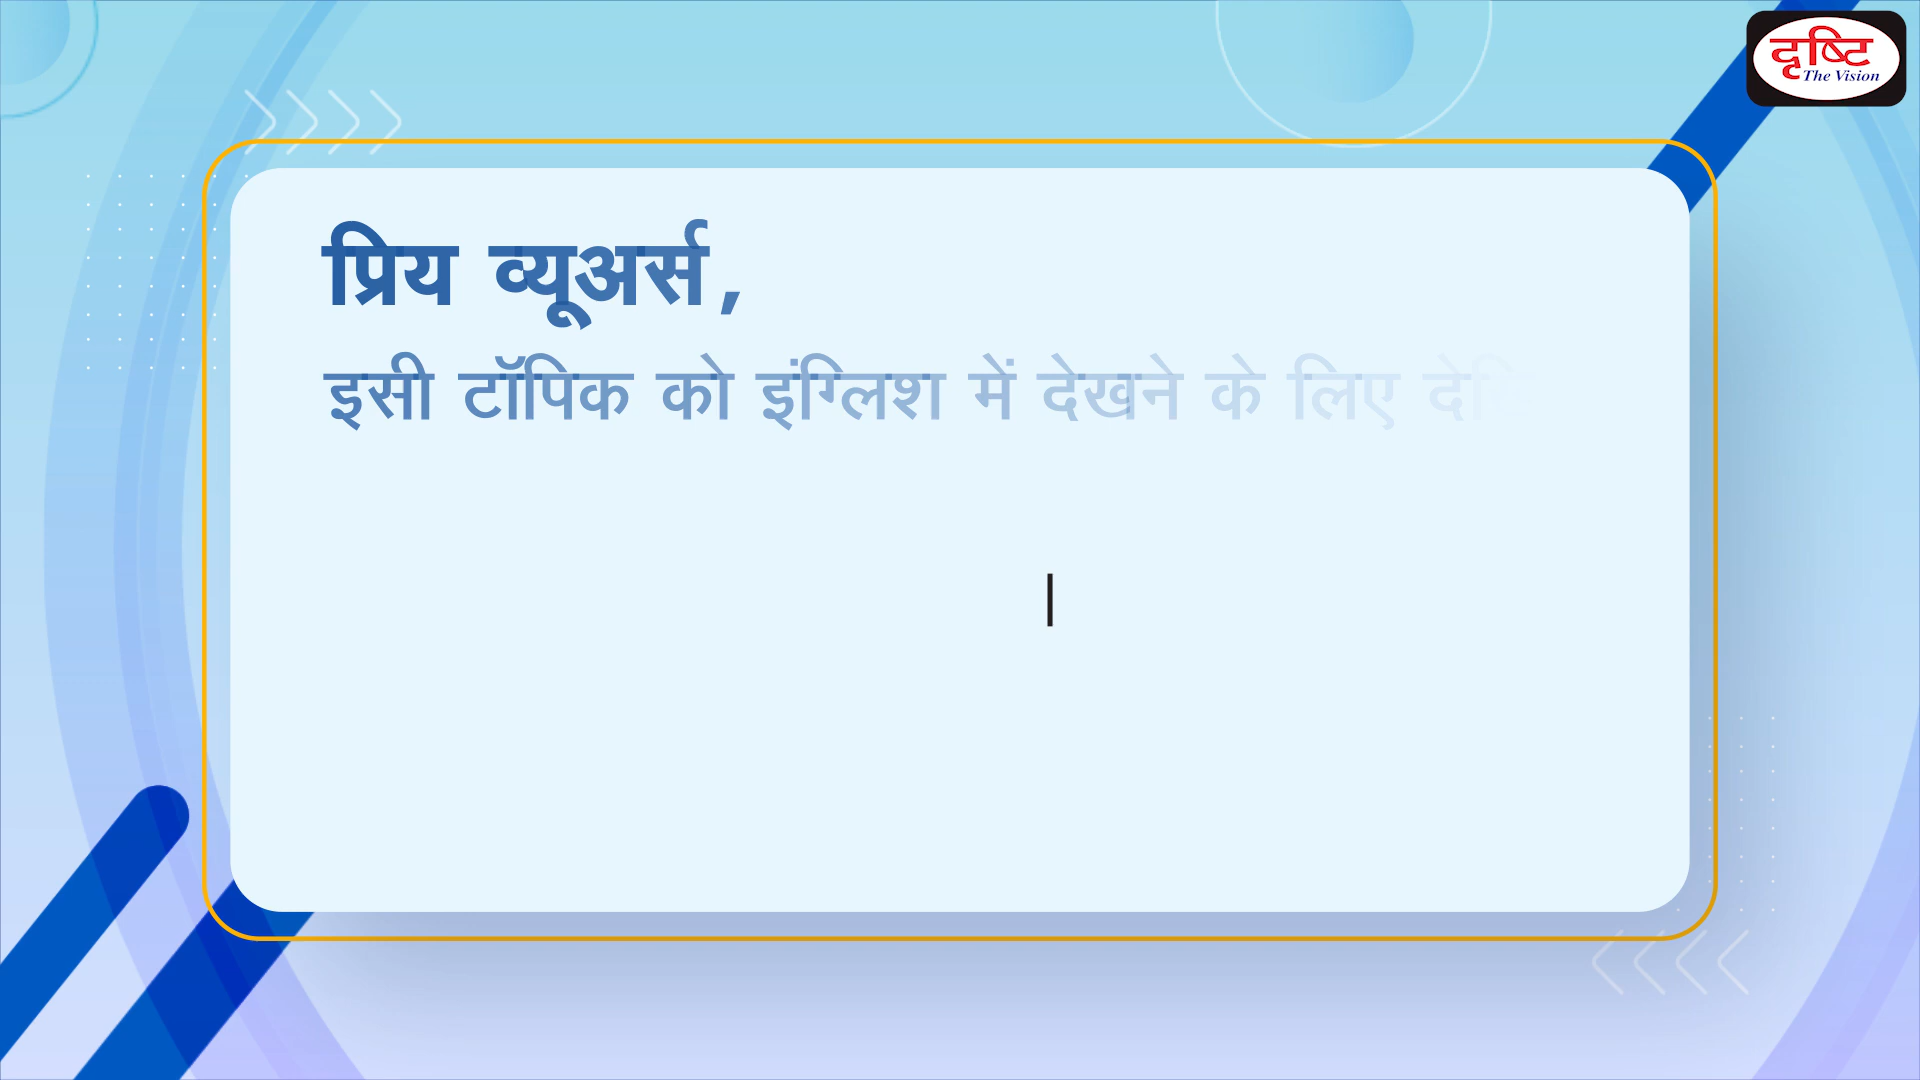 दृष्टि
The Vision
प्रिय व्यूअर्स,
इसी टॉपिक को इंग्लिश में देखने के लिए